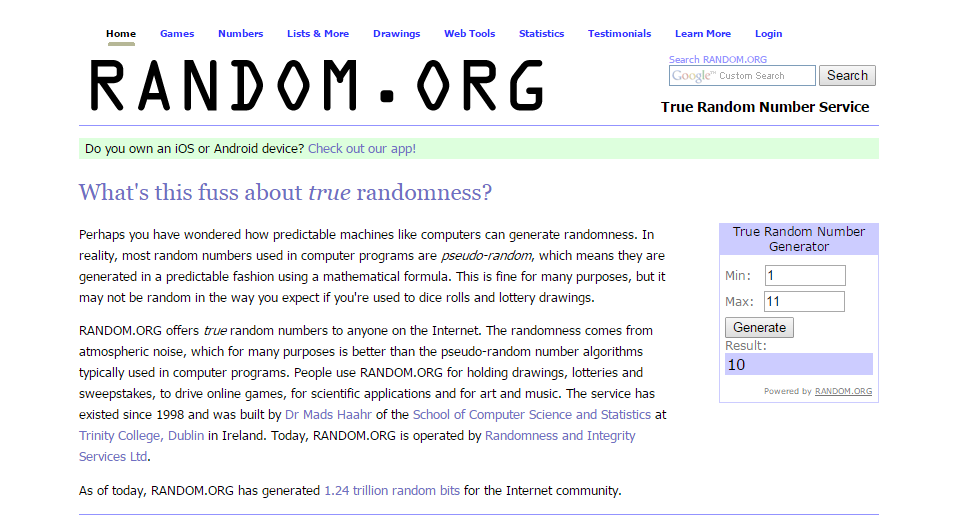 Home Games Numbers Lists & More Drawings Web Tools Statistics Testimonials Learn More Login
RANDOM.ORG
Search RANDOM.ORG
Google™ Custom Search Search
True Random Number Service
Do you own an iOS or Android device? Check out our app!
What's this fuss about true randomness?
Perhaps you have wondered how predictable machines like computers can generate randomness. In
reality, most random numbers used in computer programs are pseudo-random, which means they are
generated in a predictable fashion using a mathematical formula. This is fine for many purposes, but it
may not be random in the way you expect if you're used to dice rolls and lottery drawings.
RANDOM.ORG offers true random numbers to anyone on the Internet. The randomness comes from
atmospheric noise, which for many purposes is better than the pseudo-random number algorithms
typically used in computer programs. People use RANDOM.ORG for holding drawings, lotteries and
sweepstakes, to drive online games, for scientific applications and for art and music. The service has
existed since 1998 and was built by Dr Mads Haahr of the School of Computer Science and Statistics at
Trinity College, Dublin in Ireland. Today, RANDOM.ORG is operated by Randomness and Integrity
Services Ltd.
As of today, RANDOM.ORG has generated 1.24 trillion random bits for the Internet community.
True Random Number
Generator
Min: 1
Max: 11
Generate
Result:
10
Powered by RANDOM.ORG